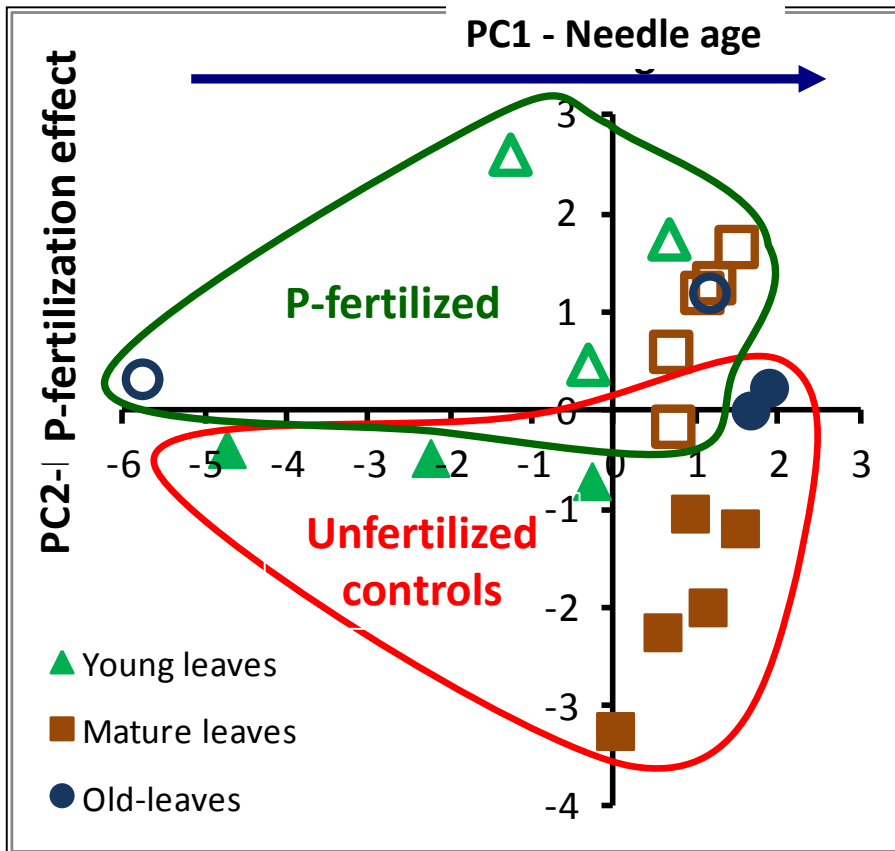 PC1 - Needle age
PC2- P-fertilization effect
3
2
1
0
-6 -5 -4 -3 -2 -1 0 1 2 3
-1
-2
-3
-4
P-fertilized
Unfertilized
controls
Young leaves
Mature leaves
Old-leaves